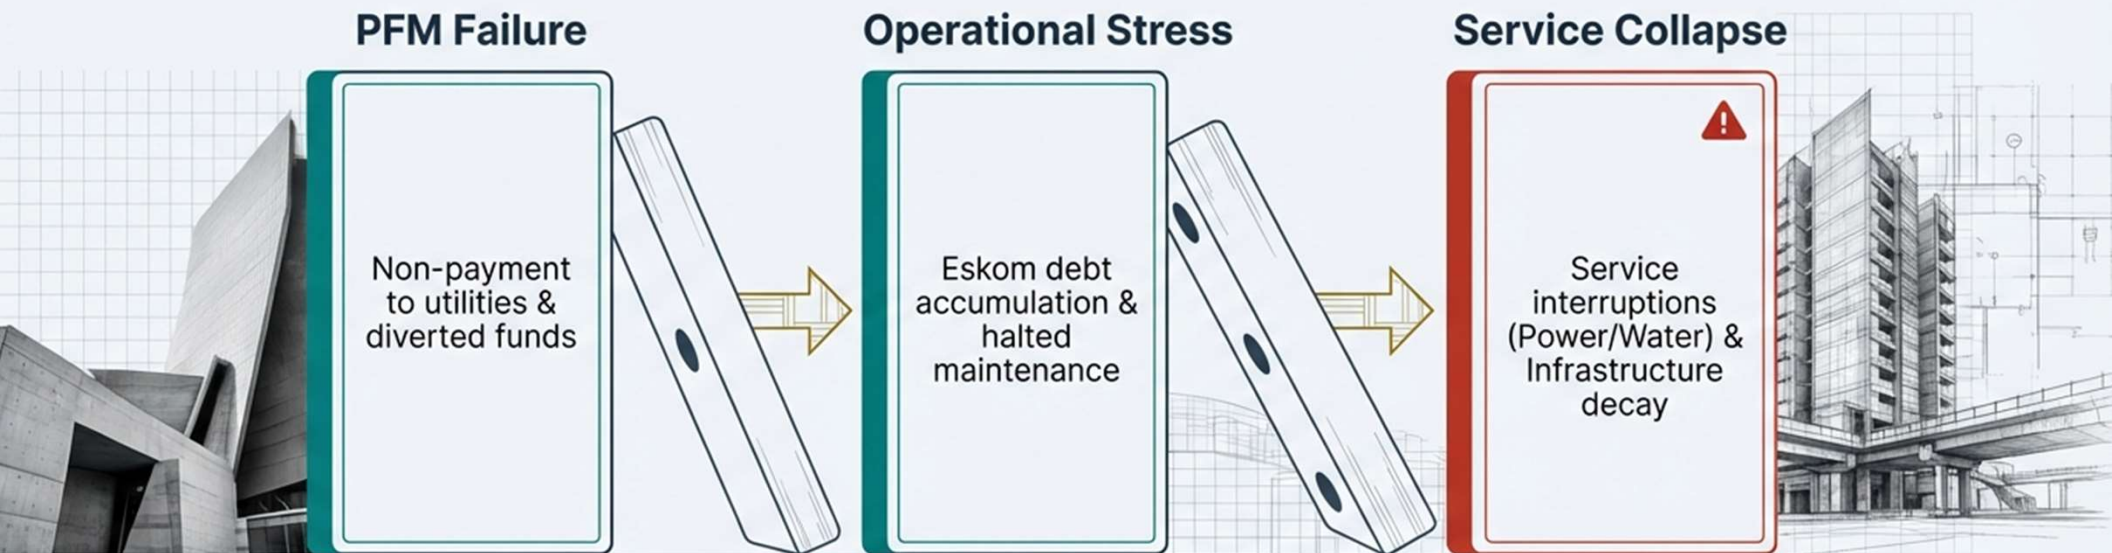 PFM Failure
Non-payment
to utilities &
diverted funds
Operational Stress
Eskom debt
accumulation &
halted
maintenance
Service Collapse
Service
interruptions
(Power/Water) &
Infrastructure
decay